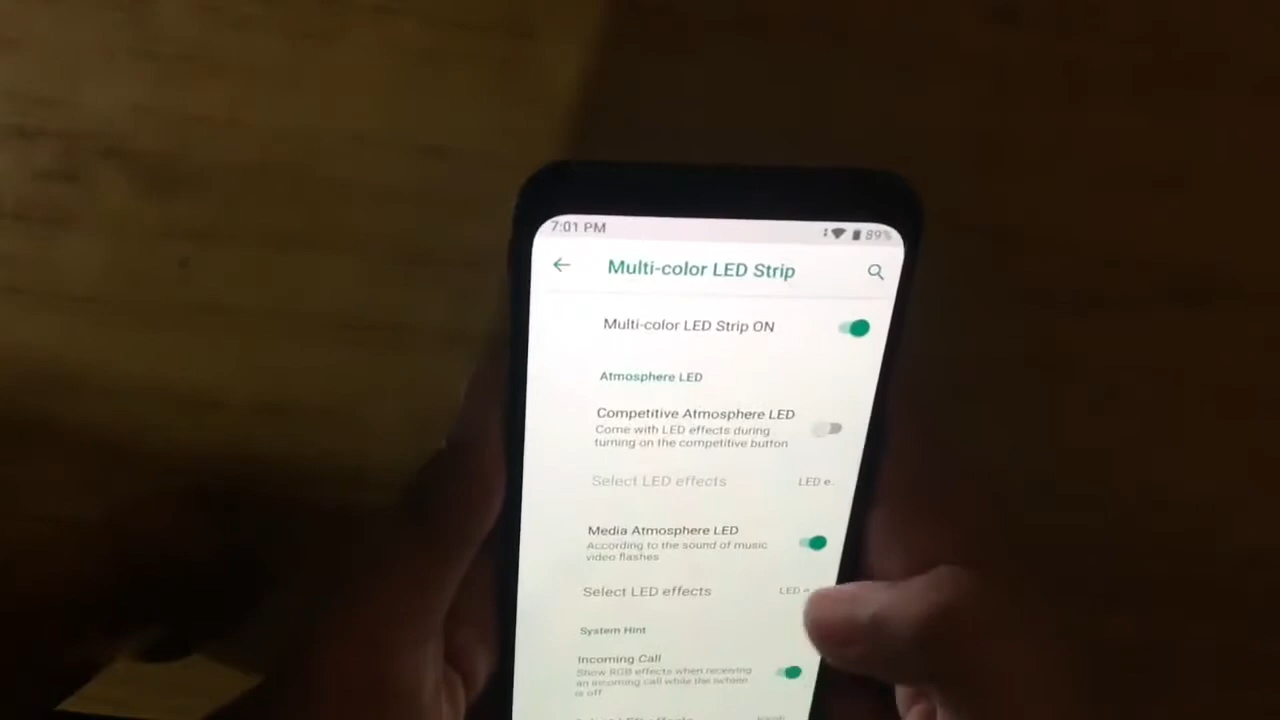 7:01 PM 89%
Multi-color LED Strip
Multi-color LED Strip ON
Atmosphere LED
Competitive Atmosphere LED
Come with LED effects during
turning on the competitive button
Select LED effects LED e.
Media Atmosphere LED
According to the sound of music
video flashes
Select LED effects LED
System Hint
Incoming Call
Show RGB effects when receiving
an incoming call while the screen
is off